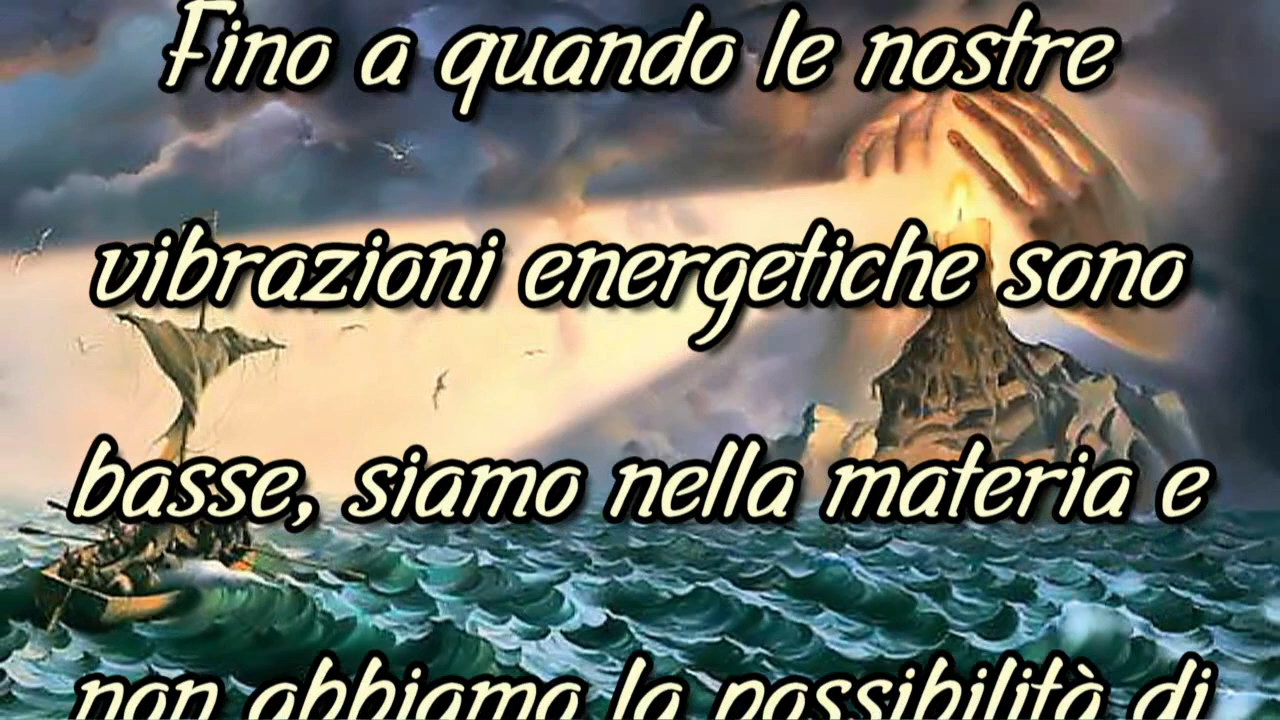 Fino a quando le nostre
vibrazioni energetiche sono
basse, siamo nella materia e
non abbiamo la possibilità di